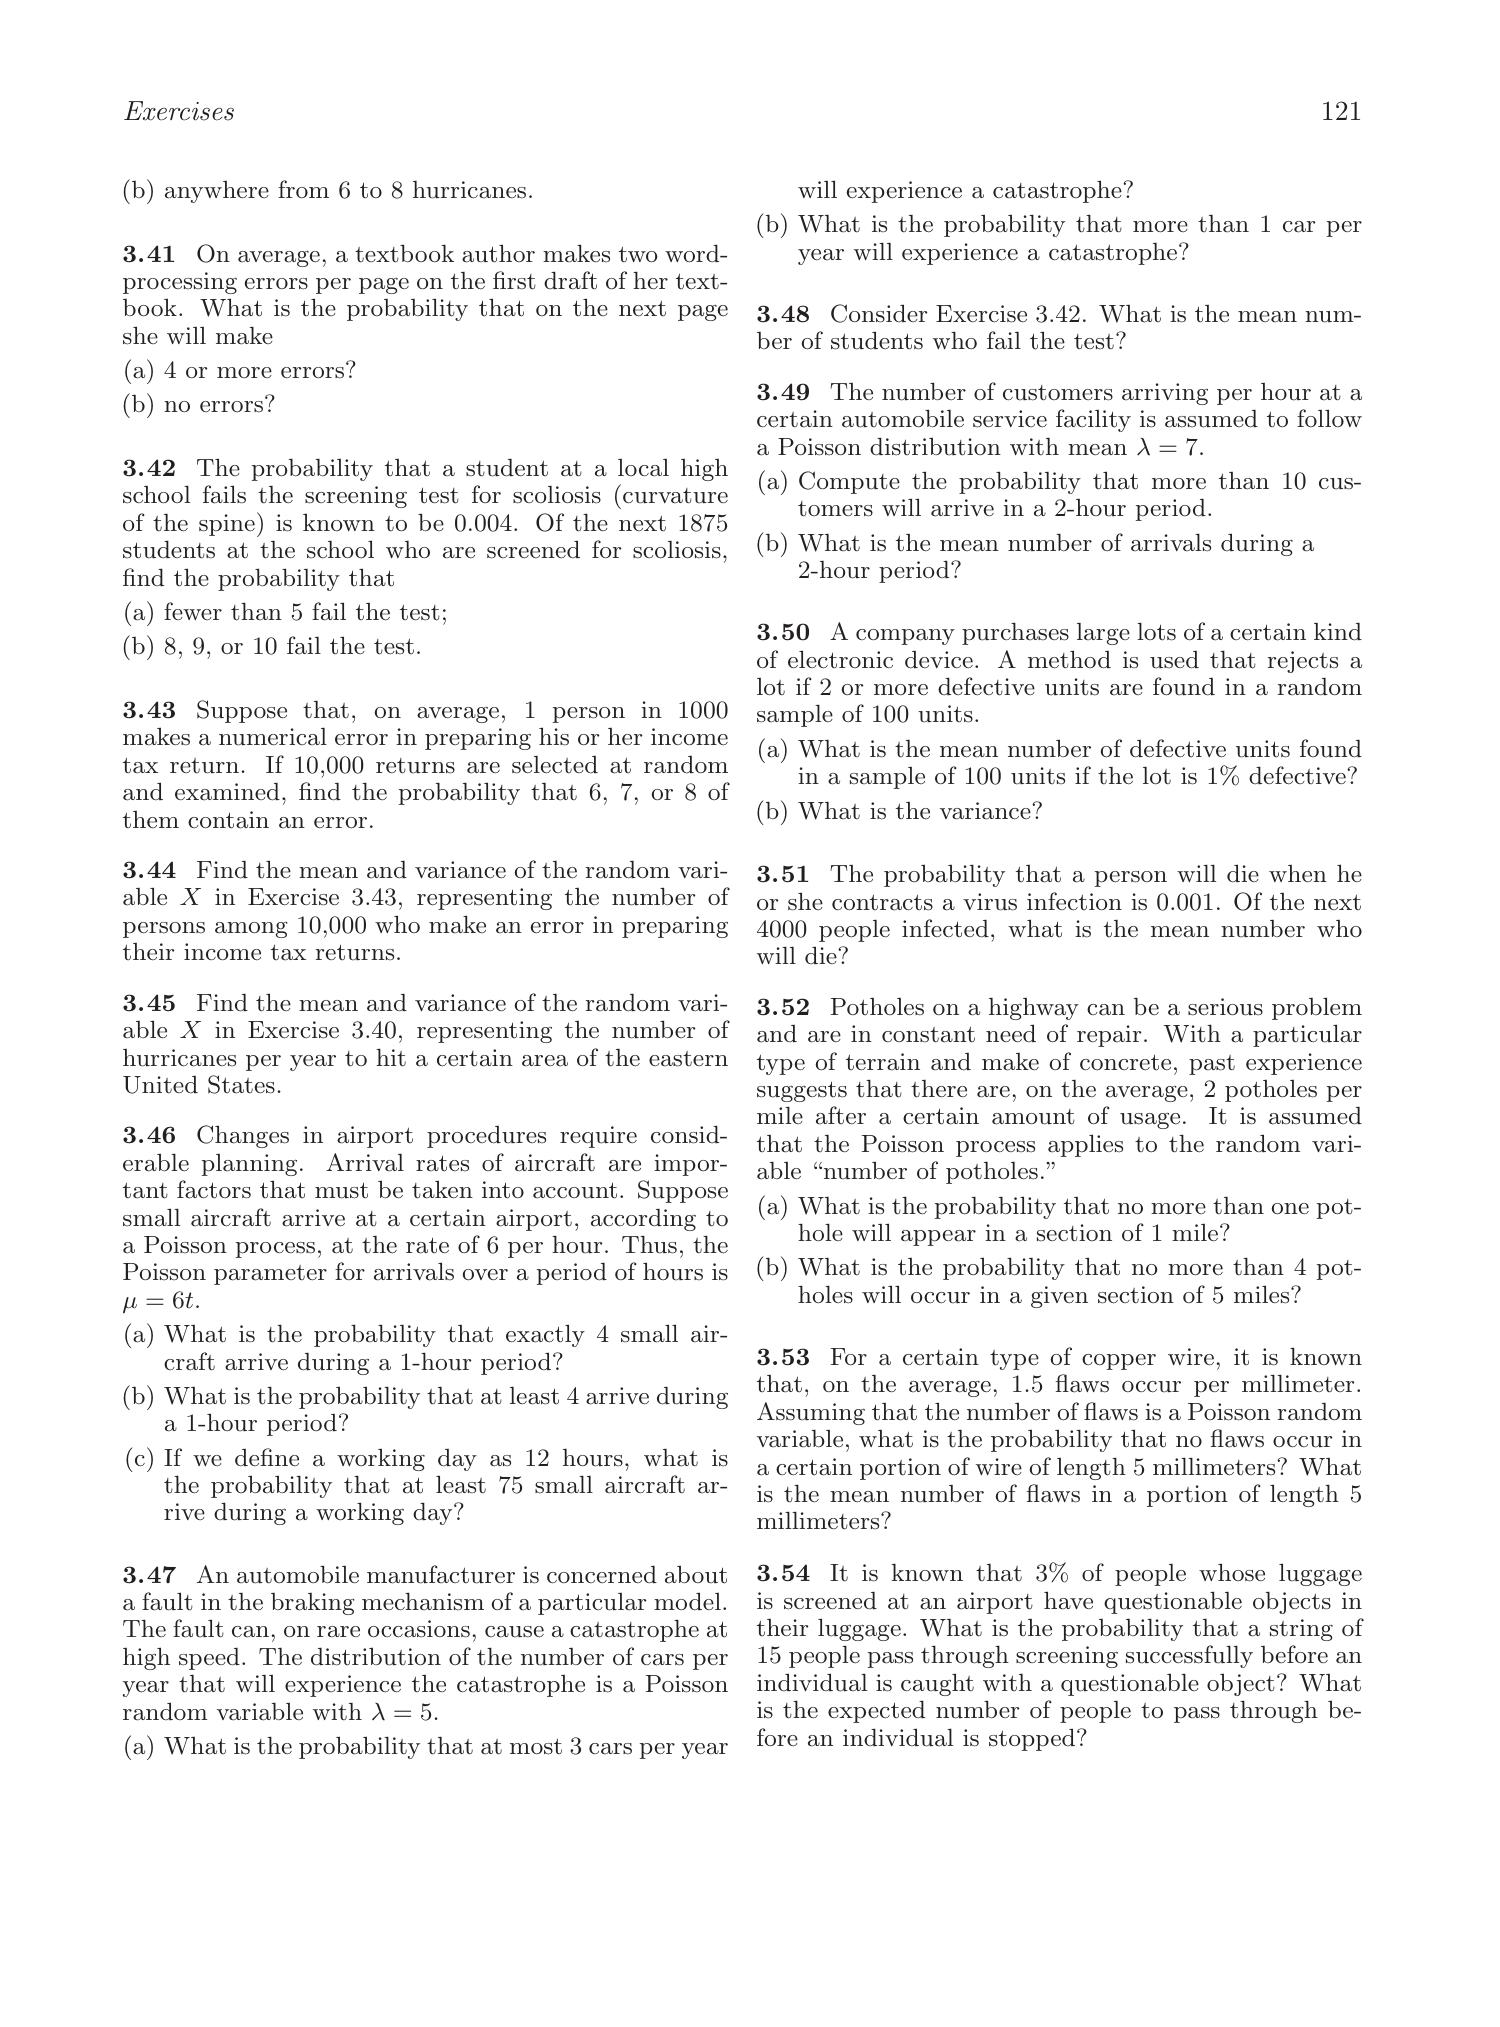 Exercises
121
(b) anywhere from 6 to 8 hurricanes.
3.41 On average, a textbook author makes two word-
processing errors per page on the first draft of her text-
book. What is the probability that on the next page
she will make
(a) 4 or more errors?
(b) no errors?
3.42 The probability that a student at a local high
school fails the screening test for scoliosis (curvature
of the spine) is known to be 0.004. Of the next 1875
students at the school who are screened for scoliosis,
find the probability that
(a) fewer than 5 fail the test;
(b) 8, 9, or 10 fail the test.
3.43 Suppose that, on average, 1 person in 1000
makes a numerical error in preparing his or her income
tax return. If 10,000 returns are selected at random
and examined, find the probability that 6, 7, or 8 of
them contain an error.
3.44 Find the mean and variance of the random vari-
able X in Exercise 3.43, representing the number of
persons among 10,000 who make an error in preparing
their income tax returns.
3.45 Find the mean and variance of the random vari-
able X in Exercise 3.40, representing the number of
hurricanes per year to hit a certain area of the eastern
United States.
3.46 Changes in airport procedures require consid-
erable planning. Arrival rates of aircraft are impor-
tant factors that must be taken into account. Suppose
small aircraft arrive at a certain airport, according to
a Poisson process, at the rate of 6 per hour. Thus, the
Poisson parameter for arrivals over a period of hours is
μ = 6t.
(a) What is the probability that exactly 4 small air-
craft arrive during a 1-hour period?
(b) What is the probability that at least 4 arrive during
a 1-hour period?
(c) If we define a working day as 12 hours, what is
the probability that at least 75 small aircraft ar-
rive during a working day?
3.47 An automobile manufacturer is concerned about
a fault in the braking mechanism of a particular model.
The fault can, on rare occasions, cause a catastrophe at
high speed. The distribution of the number of cars per
year that will experience the catastrophe is a Poisson
random variable with λ = 5.
(a) What is the probability that at most 3 cars per year
will experience a catastrophe?
(b) What is the probability that more than 1 car per
year will experience a catastrophe?
3.48 Consider Exercise 3.42. What is the mean num-
ber of students who fail the test?
3.49 The number of customers arriving per hour at a
certain automobile service facility is assumed to follow
a Poisson distribution with mean λ = 7.
(a) Compute the probability that more than 10 cus-
tomers will arrive in a 2-hour period.
(b) What is the mean number of arrivals during a
2-hour period?
3.50 A company purchases large lots of a certain kind
of electronic device. A method is used that rejects a
lot if 2 or more defective units are found in a random
sample of 100 units.
(a) What is the mean number of defective units found
in a sample of 100 units if the lot is 1% defective?
(b) What is the variance?
3.51 The probability that a person will die when he
or she contracts a virus infection is 0.001. Of the next
4000 people infected, what is the mean number who
will die?
3.52 Potholes on a highway can be a serious problem
and are in constant need of repair. With a particular
type of terrain and make of concrete, past experience
suggests that there are, on the average, 2 potholes per
mile after a certain amount of usage. It is assumed
that the Poisson process applies to the random vari-
able “number of potholes.”
(a) What is the probability that no more than one pot-
hole will appear in a section of 1 mile?
(b) What is the probability that no more than 4 pot-
holes will occur in a given section of 5 miles?
3.53 For a certain type of copper wire, it is known
that, on the average, 1.5 flaws occur per millimeter.
Assuming that the number of flaws is a Poisson random
variable, what is the probability that no flaws occur in
a certain portion of wire of length 5 millimeters? What
is the mean number of flaws in a portion of length 5
millimeters?
3.54 It is known that 3% of people whose luggage
is screened at an airport have questionable objects in
their luggage. What is the probability that a string of
15 people pass through screening successfully before an
individual is caught with a questionable object? What
is the expected number of people to pass through be-
fore an individual is stopped?